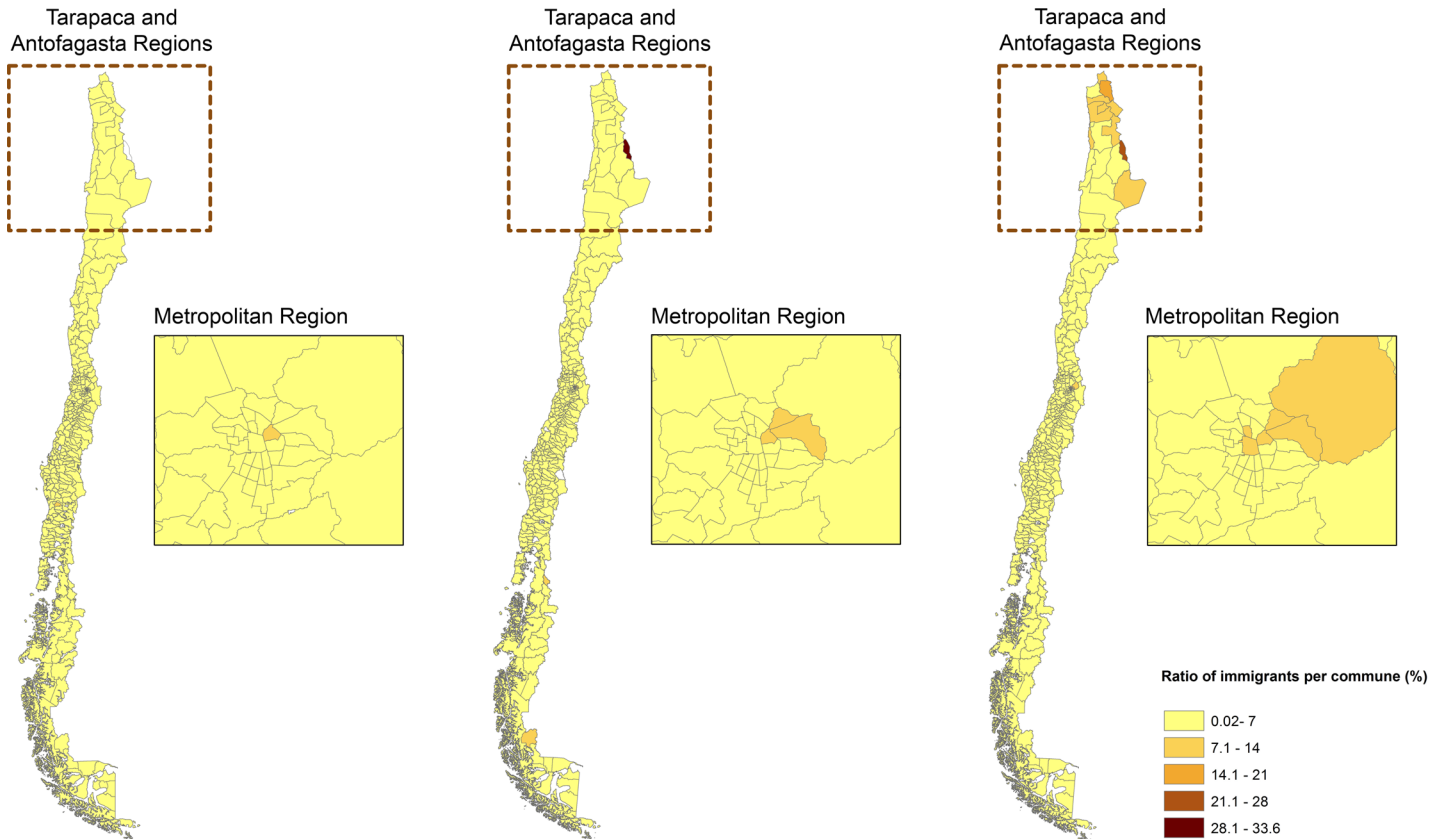 Tarapaca and
Antofagasta Regions
Tarapaca and
Antofagasta Regions
Tarapaca and
Antofagasta Regions
Metropolitan Region
Metropolitan Region
Metropolitan Region
Ratio of immigrants per commune (%)
0.02- 7
7.1 - 14
14.1 - 21
21.1 - 28
28.1 - 33.6